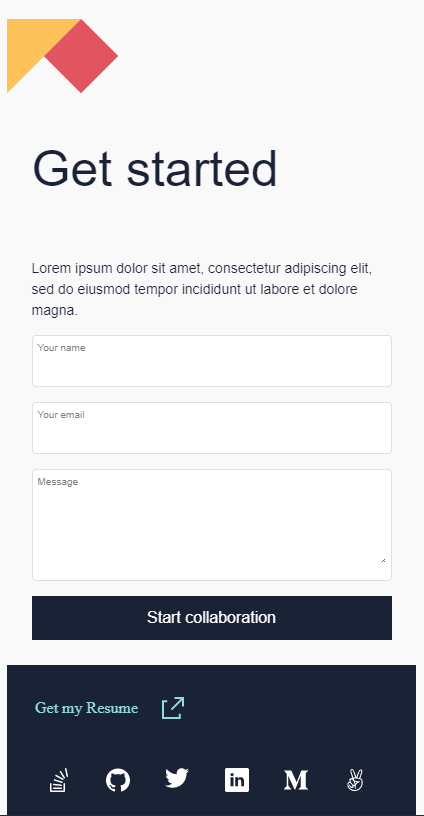 Get started
Lorem ipsum dolor sit amet, consectetur adipiscing elit,
sed do eiusmod tempor incididunt ut labore et dolore
magna.
Your name
Your email
Message
Start collaboration
Get my Resume